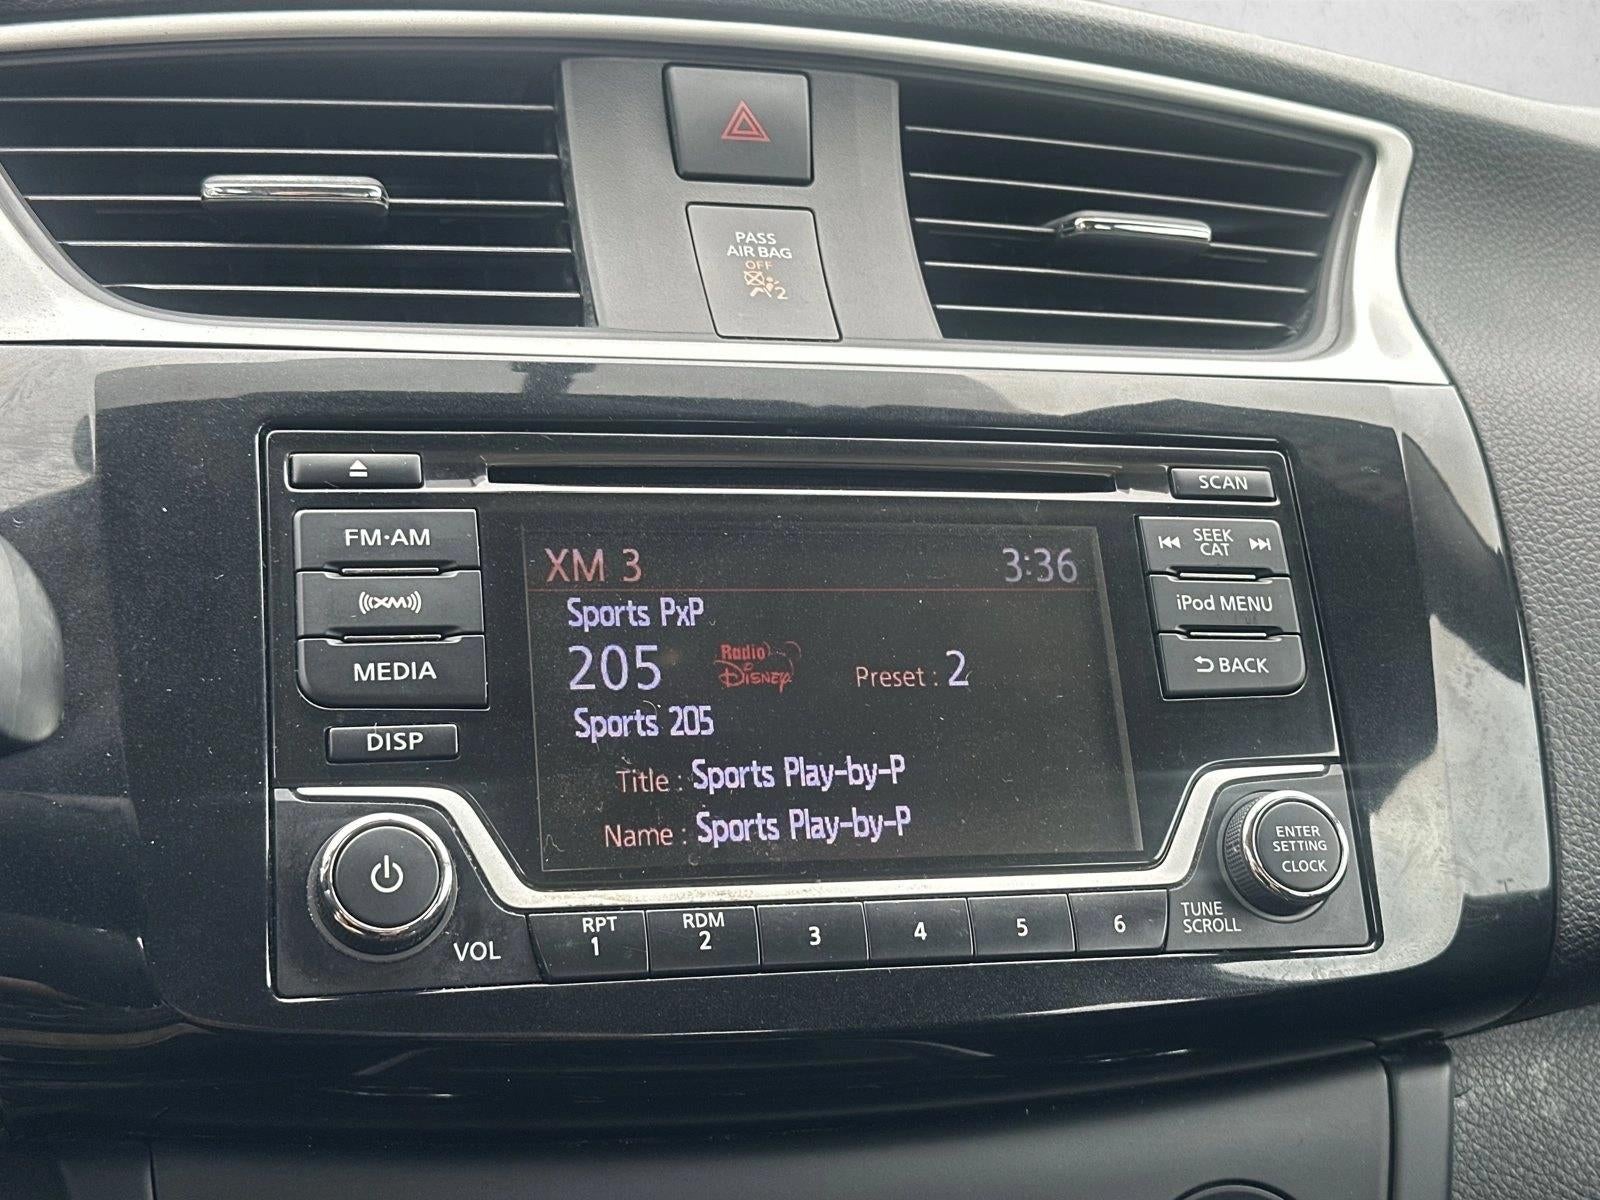 PASS
AIR BAG
OFF
2
SCAN
FM·AM
XM
MEDIA
DISP
XM 3 3:36
Sports PxP
205 Radio Disney Preset : 2
Sports 205
Title : Sports Play-by-P
Name : Sports Play-by-P
SEEK
CAT
iPod MENU
BACK
VOL
RPT
1
RDM
2
3
4
5
6
TUNE
SCROLL
ENTER
SETTING
CLOCK